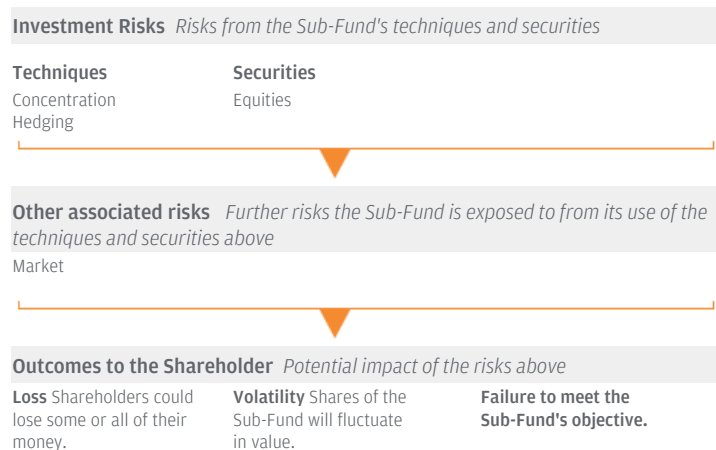 Investment Risks Risks from the Sub-Fund's techniques and securities
Techniques
Concentration
Hedging
Securities
Equities
Other associated risks Further risks the Sub-Fund is exposed to from its use of the
techniques and securities above
Market
Outcomes to the Shareholder Potential impact of the risks above
Loss Shareholders could
lose some or all of their
money.
Volatility Shares of the
Sub-Fund will fluctuate
in value.
Failure to meet the
Sub-Fund's objective.